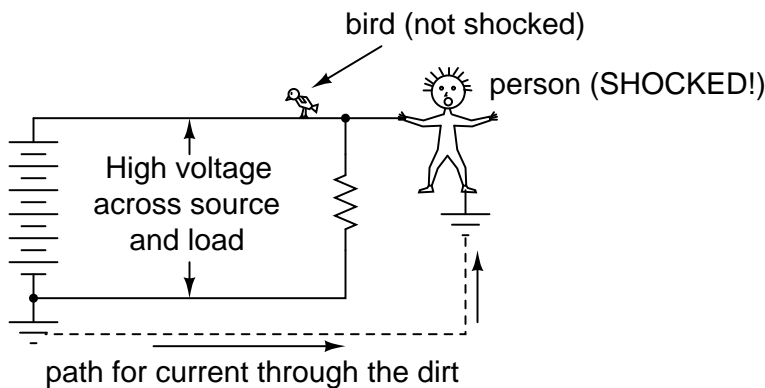 bird (not shocked)
person (SHOCKED!)
High voltage
across source
and load
path for current through the dirt